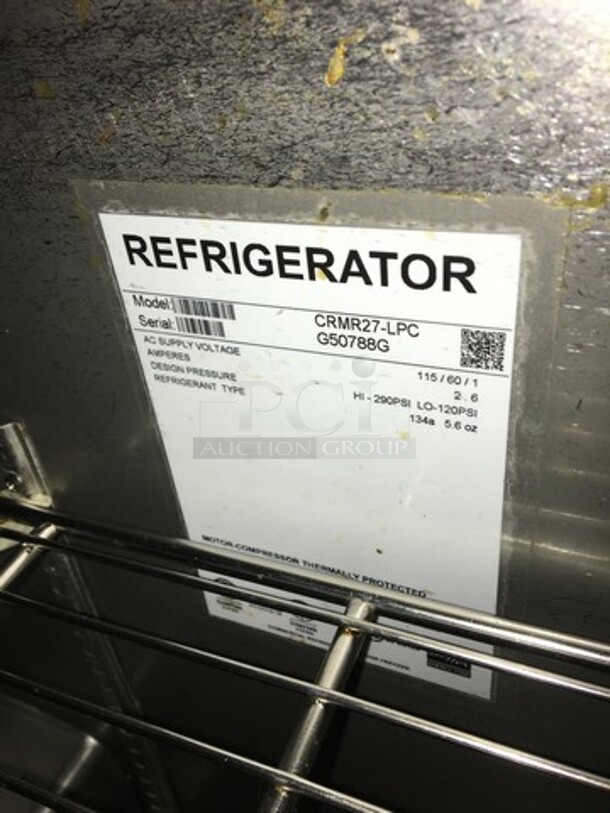 REFRIGERATOR
Model: CRMR27-LPC
Serial: G50788G
AC SUPPLY VOLTAGE 115 / 60 / 1
AMPERES 2 . 6
DESIGN PRESSURE HI - 290PSI LO-120PSI
REFRIGERANT TYPE 134a 5.6 oz
PCI
AUCTION GROUP
MOTOR-COMPRESSOR THERMALLY PROTECTED